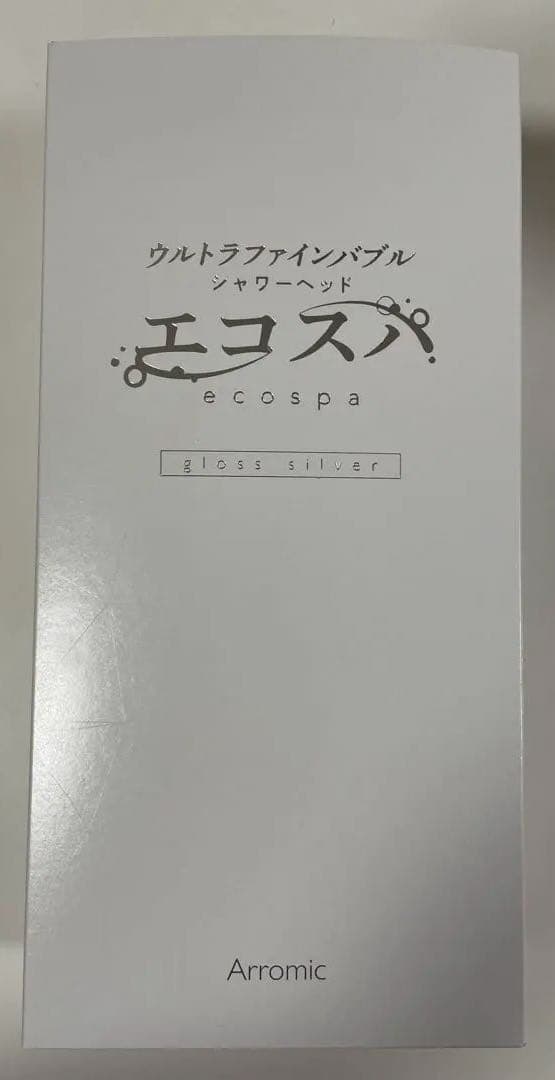 ウルトラファインバブル
シャワーヘッド
エコスパ
ecospa
gloss silver
Arromic